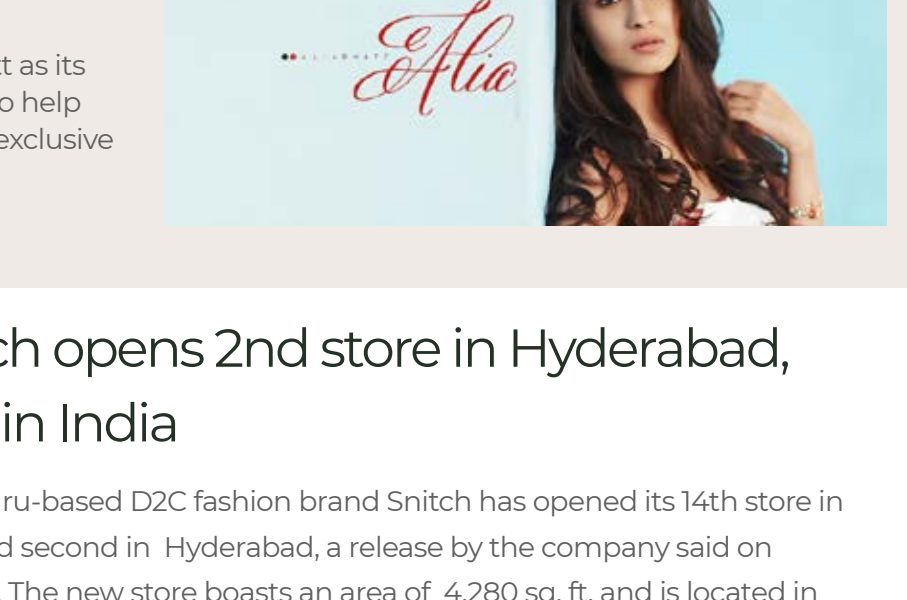 t as its
o help
exclusive
ALIABHATT
Alia
ch opens 2nd store in Hyderabad,
in India
ru-based D2C fashion brand Snitch has opened its 14th store in
d second in Hyderabad, a release by the company said on
. The new store boasts an area of 4,280 sq. ft. and is located in